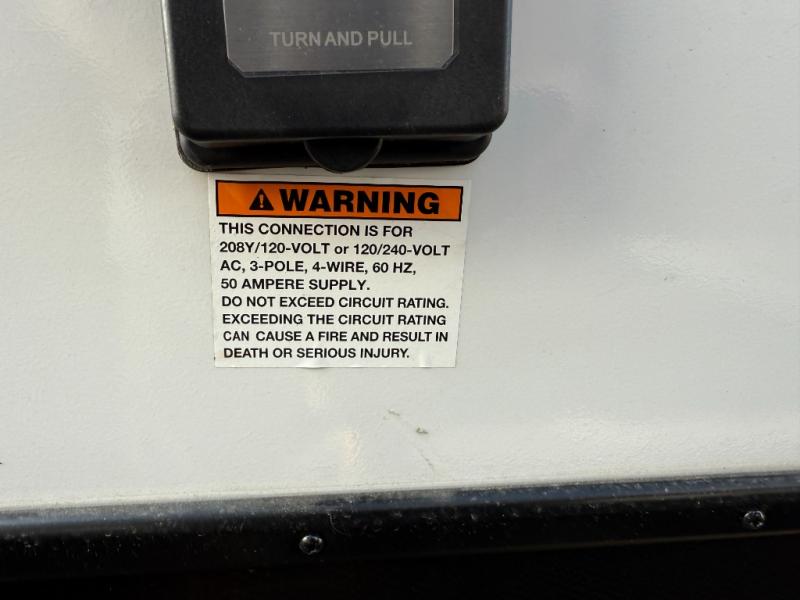 TURN AND PULL
WARNING
THIS CONNECTION IS FOR
208Y/120-VOLT or 120/240-VOLT
AC, 3-POLE, 4-WIRE, 60 HZ,
50 AMPERE SUPPLY.
DO NOT EXCEED CIRCUIT RATING.
EXCEEDING THE CIRCUIT RATING
CAN CAUSE A FIRE AND RESULT IN
DEATH OR SERIOUS INJURY.